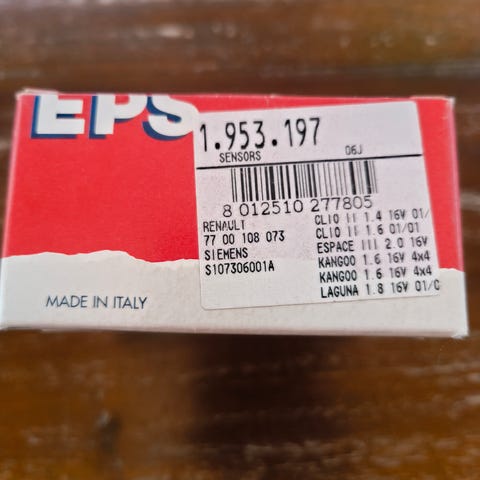 EPS
1.953.197
SENSORS 06J
8 012510 277805
RENAULT
77 00 108 073
SIEMENS
S107306001A
CLIO II 1.4 16V 01/
CLIO II 1.6 01/01
ESPACE III 2.0 16V
KANGOO 1.6 16V 4x4
KANGOO 1.6 16V 4x4
LAGUNA 1.8 16V 01/0
MADE IN ITALY